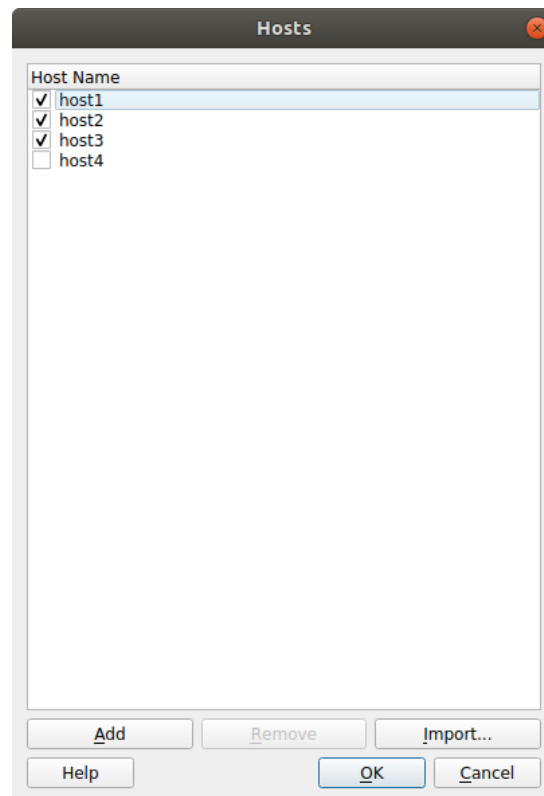 Hosts
Host Name
host1
host2
host3
host4
Add Remove Import...
Help OK Cancel